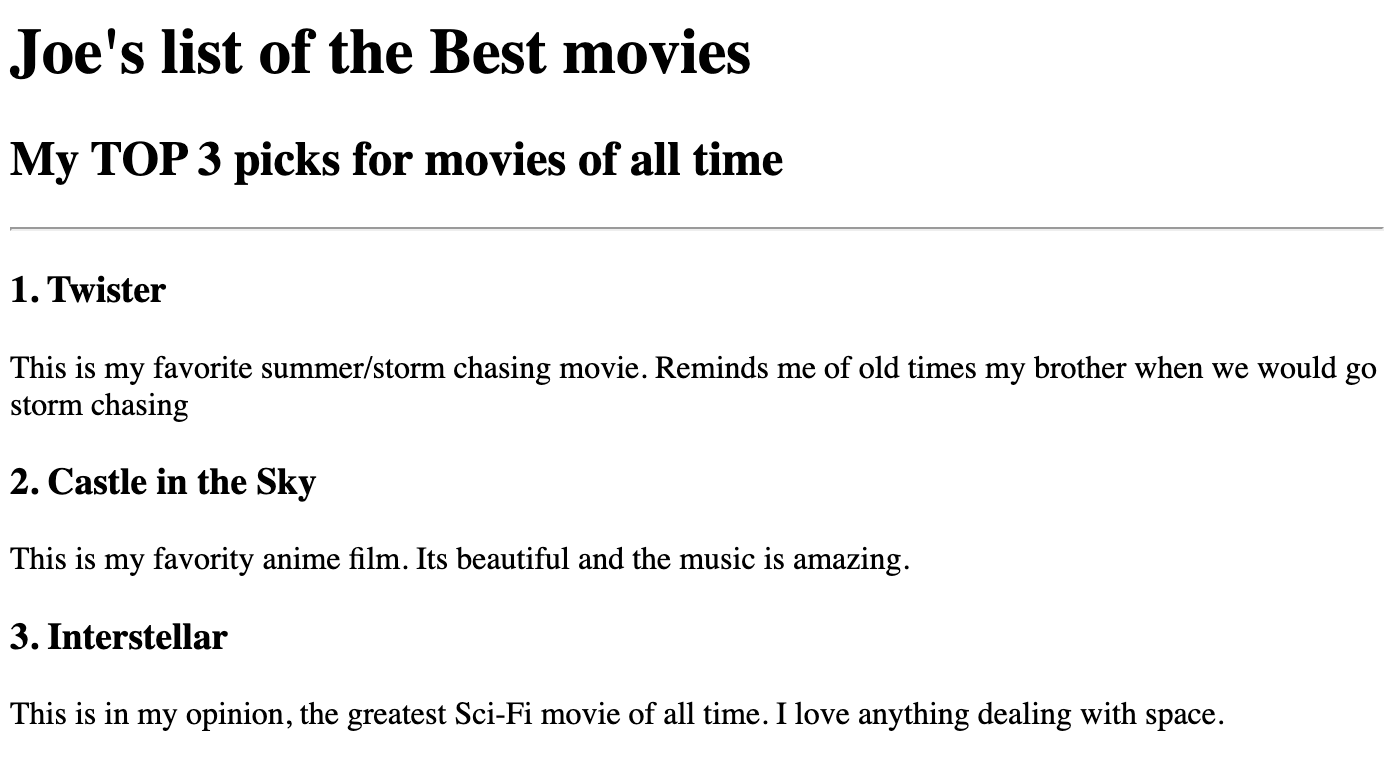 Joe's list of the Best movies
My TOP 3 picks for movies of all time
1. Twister
This is my favorite summer/storm chasing movie. Reminds me of old times my brother when we would go
storm chasing
2. Castle in the Sky
This is my favority anime film. Its beautiful and the music is amazing.
3. Interstellar
This is in my opinion, the greatest Sci-Fi movie of all time. I love anything dealing with space.